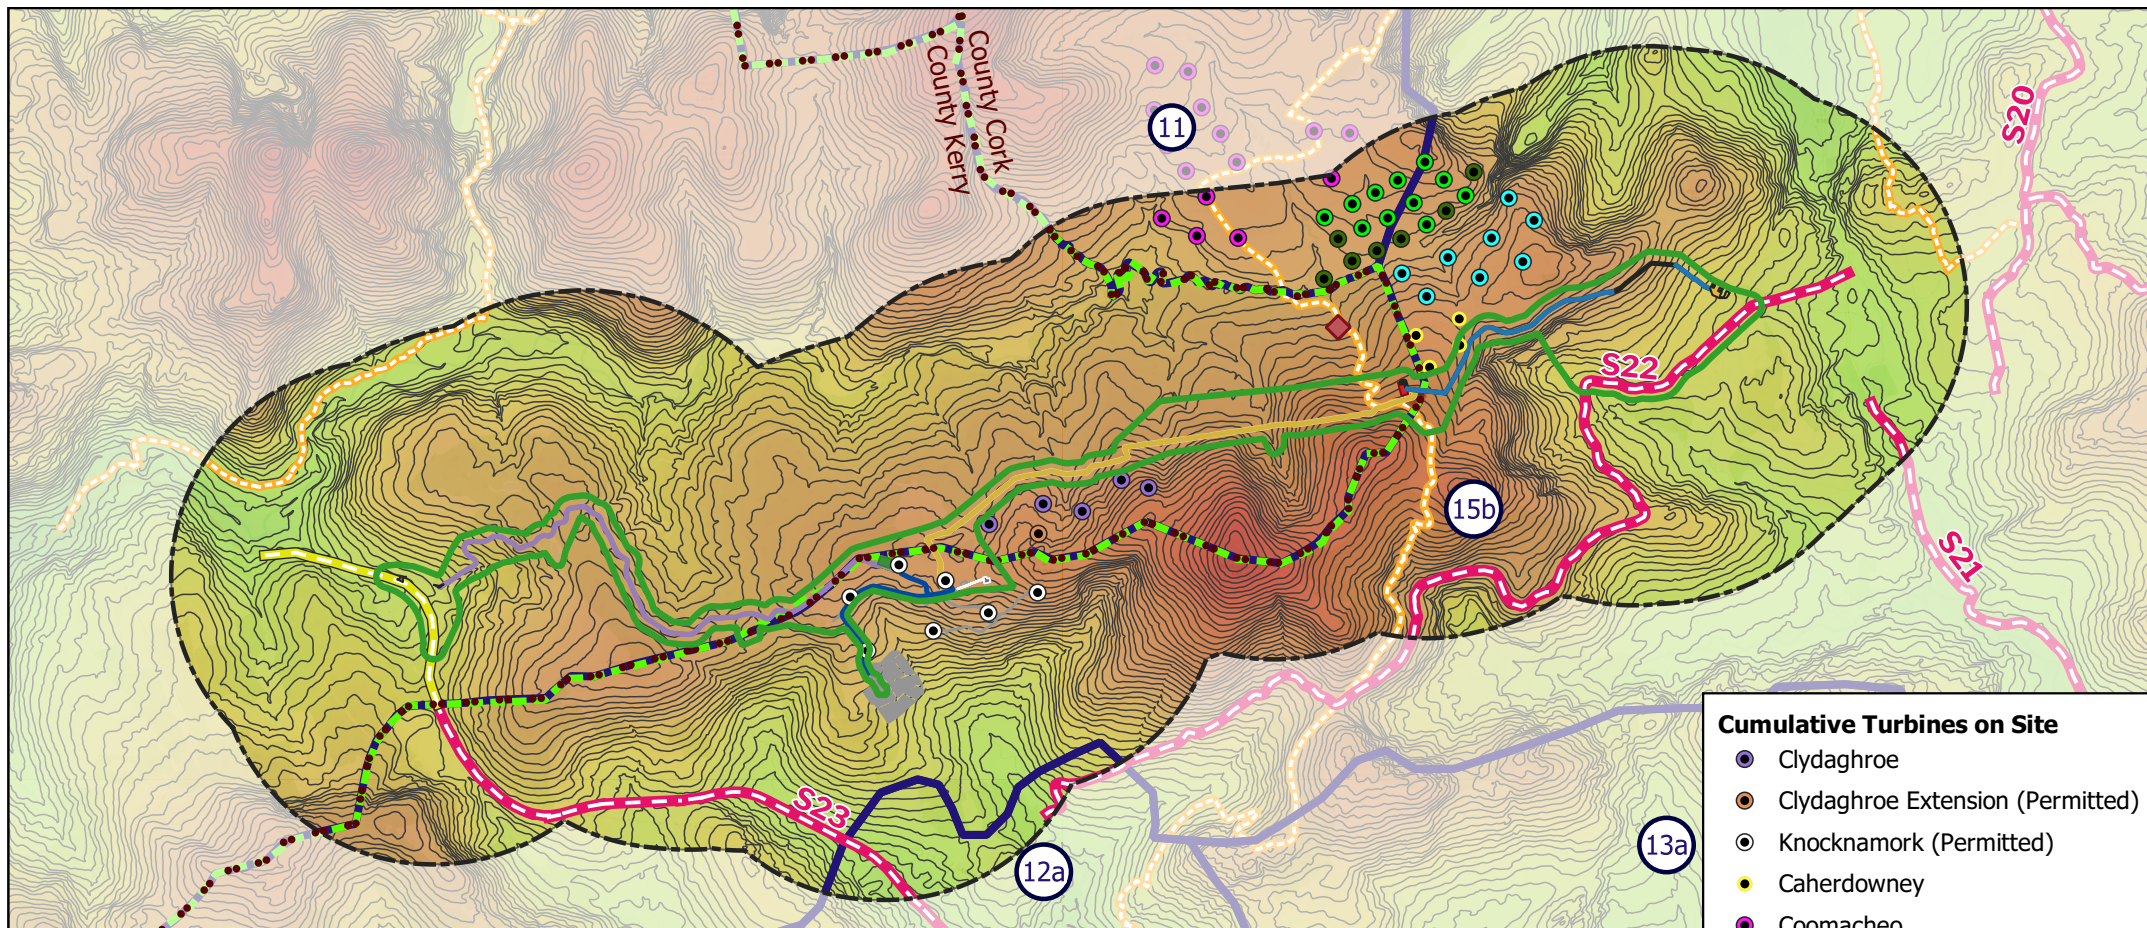 County Cork
County Kerry
11
S20
S22
15b
S21
S23
12a
13a
Cumulative Turbines on Site
Clydaghroe
Clydaghroe Extension (Permitted)
Knocknamork (Permitted)
Caherdowney
Coomacheo